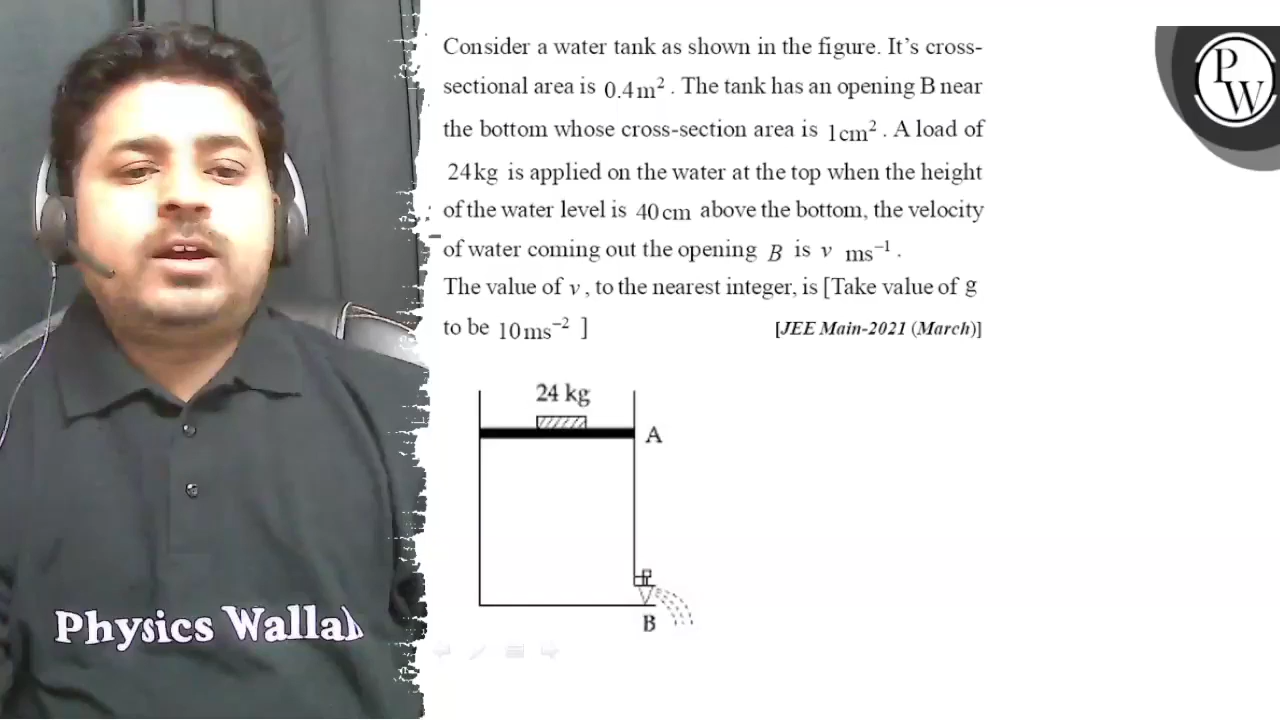 Consider a water tank as shown in the figure. It's cross-
sectional area is 0.4 m². The tank has an opening B near
the bottom whose cross-section area is 1 cm². A load of
24 kg is applied on the water at the top when the height
of the water level is 40 cm above the bottom, the velocity
of water coming out the opening B is v ms⁻¹.
The value of v, to the nearest integer, is [Take value of g
to be 10 ms⁻² ]
[JEE Main-2021 (March)]
24 kg
A
B
PW
Physics Wallah